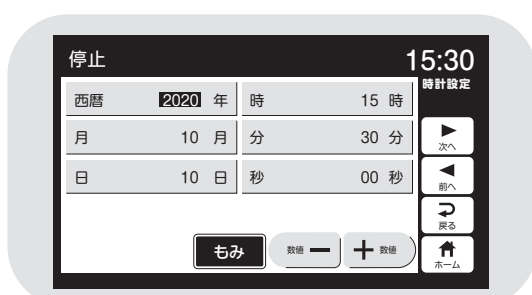 停止 15:30
時計設定
西暦 2020 年 時 15 時
月 10 月 分 30 分
日 10 日 秒 00 秒
次へ
前へ
戻る
もみ 数値 － ＋ 数値
ホーム